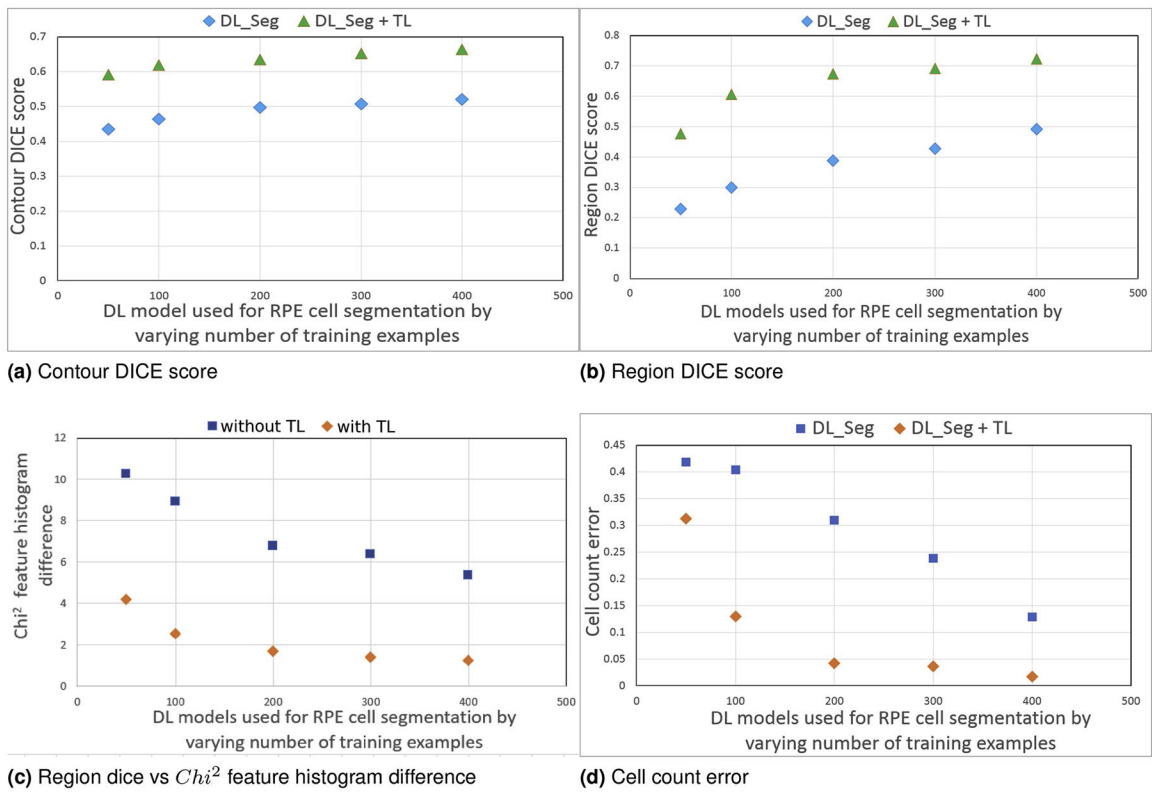 DL_Seg DL_Seg + TL
0.7
0.6
0.5
0.4
0.3
0.2
0.1
0
Contour DICE score
0 100 200 300 400 500
DL model used for RPE cell segmentation by
varying number of training examples
(a) Contour DICE score
DL_Seg DL_Seg + TL
0.8
0.7
0.6
0.5
0.4
0.3
0.2
0.1
0
Region DICE score
0 100 200 300 400 500
DL models used for RPE cell segmentation by
varying number of training examples
(b) Region DICE score
without TL with TL
12
10
8
6
4
2
0
Chi² feature histogram
difference
0 100 200 300 400 500
DL models used for RPE cell segmentation by
varying number of training examples
(c) Region dice vs Chi² feature histogram difference
DL_Seg DL_Seg + TL
0.45
0.4
0.35
0.3
0.25
0.2
0.15
0.1
0.05
0
Cell count error
0 100 200 300 400 500
DL models used for RPE cell segmentation by
varying number of training examples
(d) Cell count error